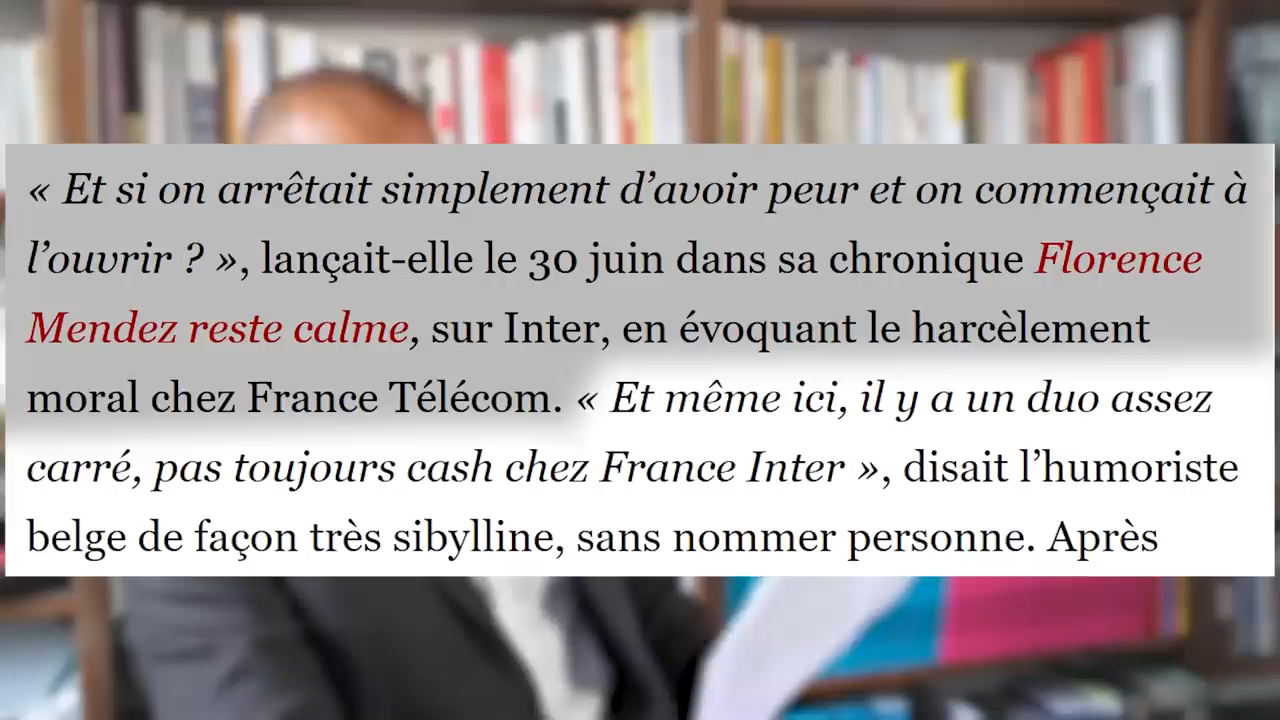 « Et si on arrêtait simplement d’avoir peur et on commençait à
l’ouvrir ? », lançait-elle le 30 juin dans sa chronique Florence
Mendez reste calme, sur Inter, en évoquant le harcèlement
moral chez France Télécom. « Et même ici, il y a un duo assez
carré, pas toujours cash chez France Inter », disait l’humoriste
belge de façon très sibylline, sans nommer personne. Après